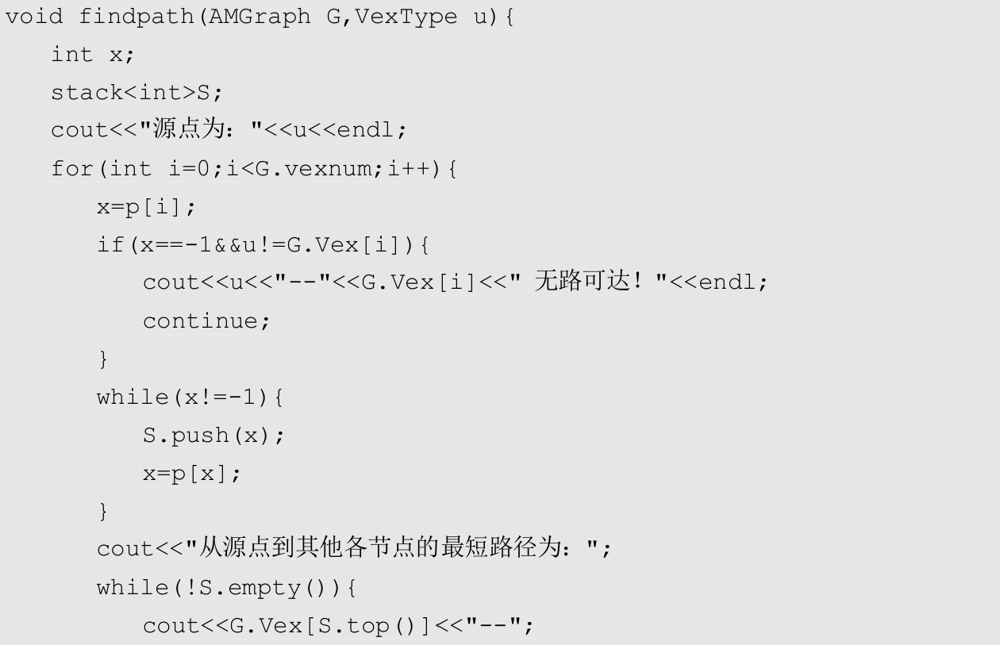 void findpath(AMGraph G,VexType u){
int x;
stack<int>S;
cout<<"源点为："<<u<<endl;
for(int i=0;i<G.vexnum;i++){
x=p[i];
if(x==-1&&u!=G.Vex[i]){
cout<<u<<"--"<<G.Vex[i]<<" 无路可达！"<<endl;
continue;
}
while(x!=-1){
S.push(x);
x=p[x];
}
cout<<"从源点到其他各节点的最短路径为：";
while(!S.empty()){
cout<<G.Vex[S.top()]<<"--";